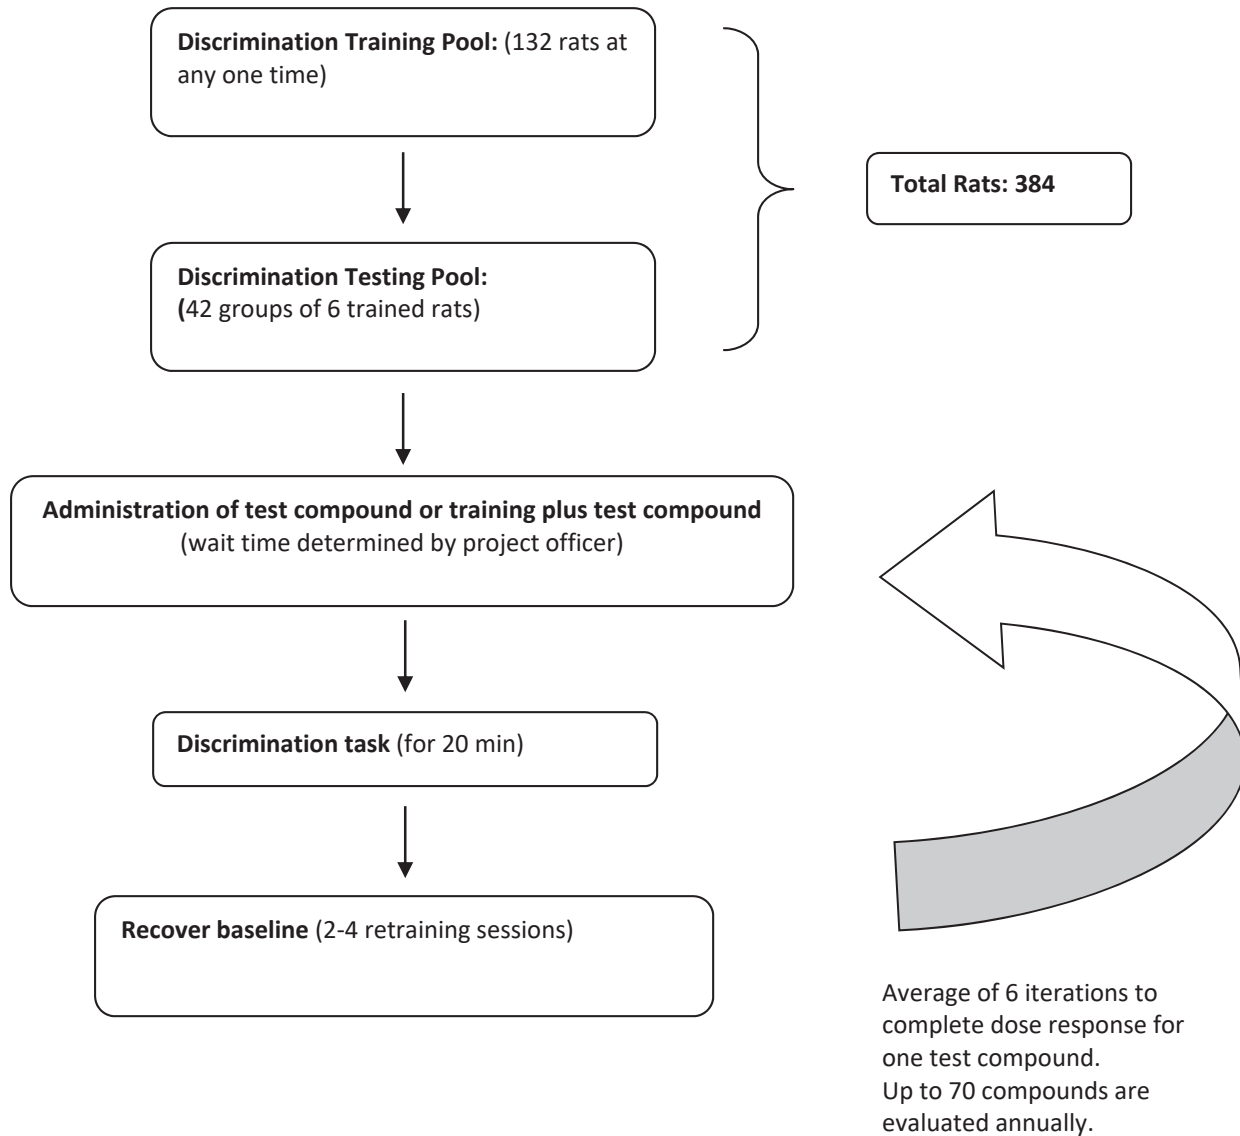 Discrimination Training Pool: (132 rats at
any one time)
Total Rats: 384
Discrimination Testing Pool:
(42 groups of 6 trained rats)
Administration of test compound or training plus test compound
(wait time determined by project officer)
Discrimination task (for 20 min)
Recover baseline (2-4 retraining sessions)
Average of 6 iterations to
complete dose response for
one test compound.
Up to 70 compounds are
evaluated annually.